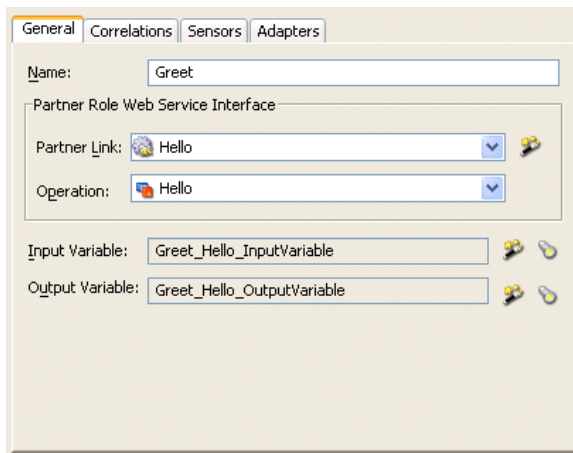 General Correlations Sensors Adapters
Name: Greet
Partner Role Web Service Interface
Partner Link: Hello
Operation: Hello
Input Variable: Greet_Hello_InputVariable
Output Variable: Greet_Hello_OutputVariable